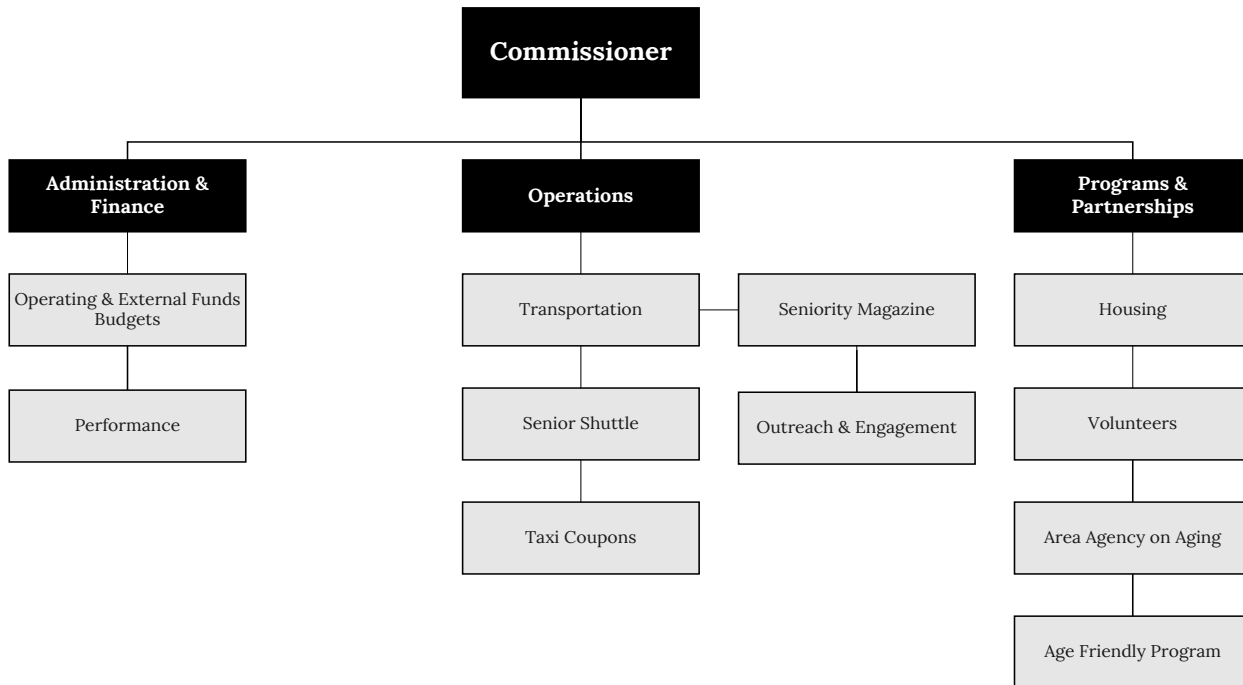 Commissioner
Administration &
Finance
Operations
Programs &
Partnerships
Operating & External Funds
Budgets
Transportation
Seniority Magazine
Housing
Performance
Senior Shuttle
Outreach & Engagement
Volunteers
Taxi Coupons
Area Agency on Aging
Age Friendly Program